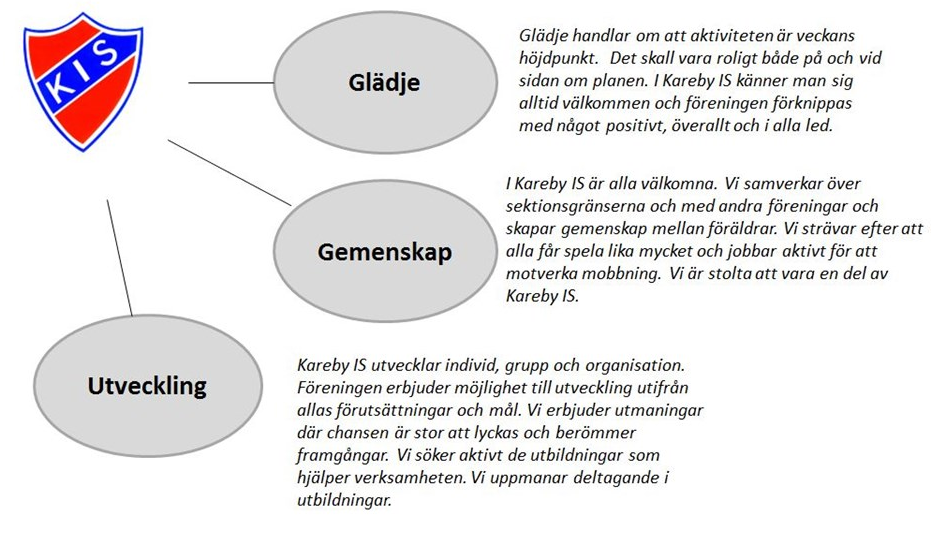 KIS
Glädje
Glädje handlar om att aktiviteten är veckans
höjdpunkt. Det skall vara roligt både på och vid
sidan om planen. I Kareby IS känner man sig
alltid välkommen och föreningen förknippas
med något positivt, överallt och i alla led.
Gemenskap
I Kareby IS är alla välkomna. Vi samverkar över
sektionsgränserna och med andra föreningar och
skapar gemenskap mellan föräldrar. Vi strävar efter att
alla får spela lika mycket och jobbar aktivt för att
motverka mobbning. Vi är stolta att vara en del av
Kareby IS.
Utveckling
Kareby IS utvecklar individ, grupp och organisation.
Föreningen erbjuder möjlighet till utveckling utifrån
allas förutsättningar och mål. Vi erbjuder utmaningar
där chansen är stor att lyckas och berömmer
framgångar. Vi söker aktivt de utbildningar som
hjälper verksamheten. Vi uppmanar deltagande i
utbildningar.